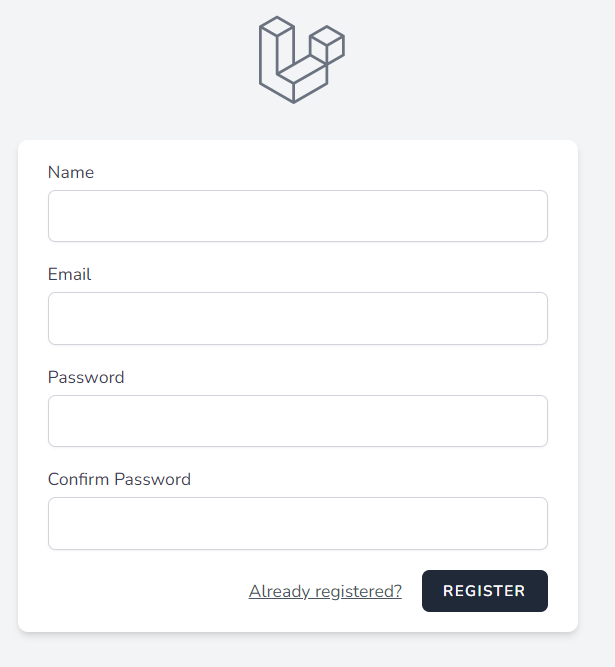 Name
Email
Password
Confirm Password
Already registered? REGISTER